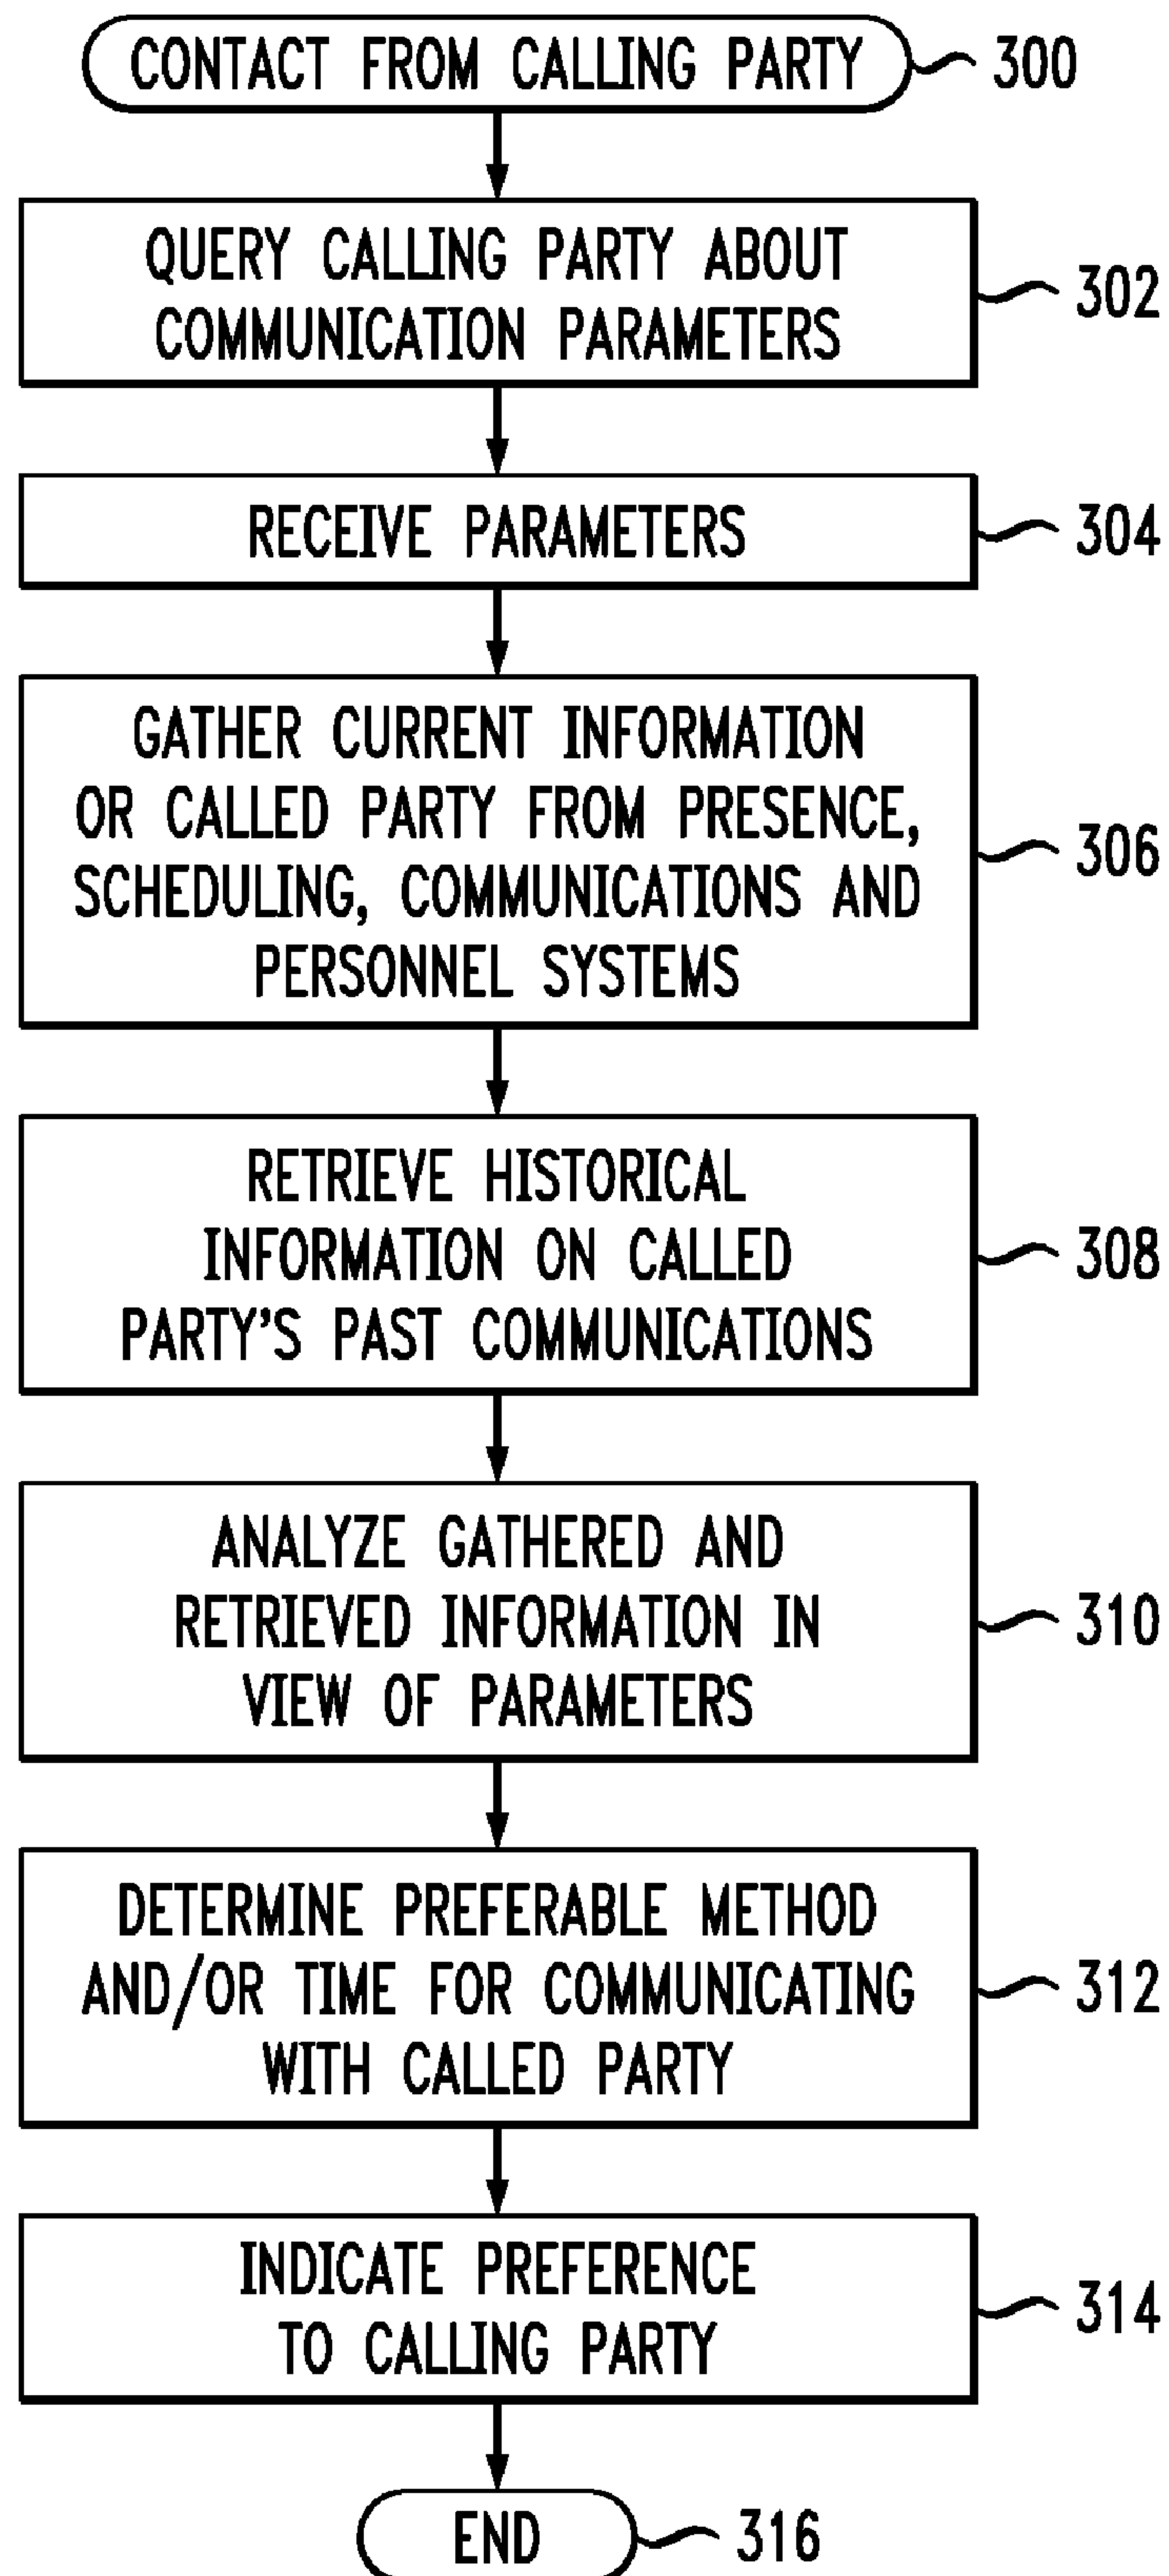 CONTACT FROM CALLING PARTY 300
QUERY CALLING PARTY ABOUT
COMMUNICATION PARAMETERS
302
RECEIVE PARAMETERS 304
GATHER CURRENT INFORMATION
OR CALLED PARTY FROM PRESENCE,
SCHEDULING, COMMUNICATIONS AND
PERSONNEL SYSTEMS
306
RETRIEVE HISTORICAL
INFORMATION ON CALLED
PARTY'S PAST COMMUNICATIONS
308
ANALYZE GATHERED AND
RETRIEVED INFORMATION IN
VIEW OF PARAMETERS
310
DETERMINE PREFERABLE METHOD
AND/OR TIME FOR COMMUNICATING
WITH CALLED PARTY
312
INDICATE PREFERENCE
TO CALLING PARTY
314
END 316